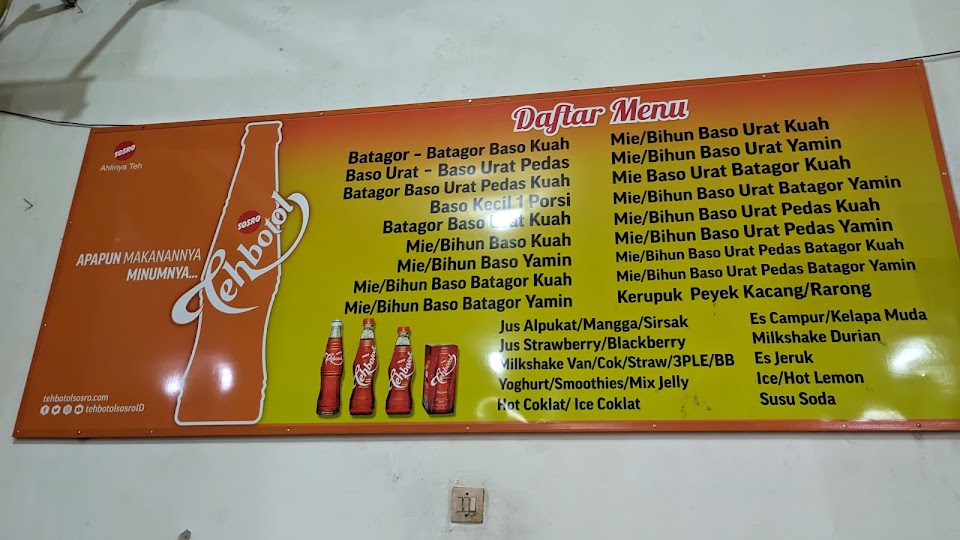 SOSRO
Ahlinya Teh
APAPUN MAKANANNYA
MINUMNYA...
SOSRO
Tehbotol
tehbotolsosro.com
tehbotolsosroID
Daftar Menu
Batagor - Batagor Baso Kuah
Baso Urat - Baso Urat Pedas
Batagor Baso Urat Pedas Kuah
Baso Kecil 1 Porsi
Batagor Baso Urat Kuah
Mie/Bihun Baso Kuah
Mie/Bihun Baso Yamin
Mie/Bihun Baso Batagor Kuah
Mie/Bihun Baso Batagor Yamin
Mie/Bihun Baso Urat Kuah
Mie/Bihun Baso Urat Yamin
Mie Baso Urat Batagor Kuah
Mie/Bihun Baso Urat Batagor Yamin
Mie/Bihun Baso Urat Pedas Kuah
Mie/Bihun Baso Urat Pedas Yamin
Mie/Bihun Baso Urat Pedas Batagor Kuah
Mie/Bihun Baso Urat Pedas Batagor Yamin
Kerupuk Peyek Kacang/Rarong
Jus Alpukat/Mangga/Sirsak
Jus Strawberry/Blackberry
Milkshake Van/Cok/Straw/3PLE/BB
Yoghurt/Smoothies/Mix Jelly
Hot Coklat/ Ice Coklat
Es Campur/Kelapa Muda
Milkshake Durian
Es Jeruk
Ice/Hot Lemon
Susu Soda
Tehbotol
Tehbotol
Tehbotol